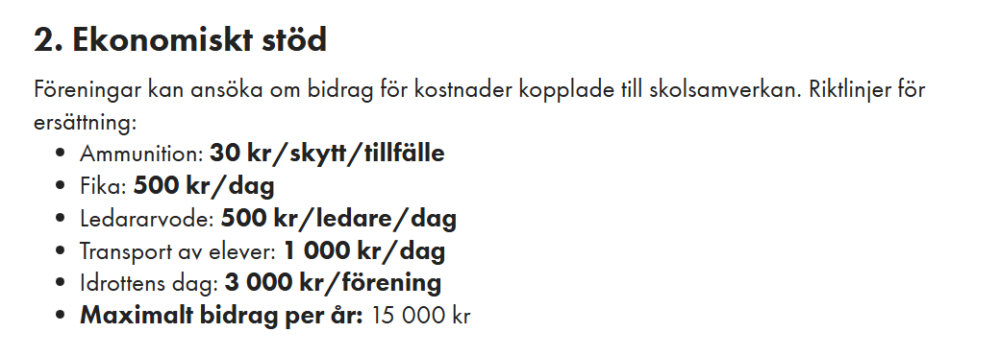 2. Ekonomiskt stöd
Föreningar kan ansöka om bidrag för kostnader kopplade till skolsamverkan. Riktlinjer för
ersättning:
• Ammunition: 30 kr/skytt/tillfälle
• Fika: 500 kr/dag
• Ledararvode: 500 kr/ledare/dag
• Transport av elever: 1 000 kr/dag
• Idrottens dag: 3 000 kr/förening
• Maximalt bidrag per år: 15 000 kr